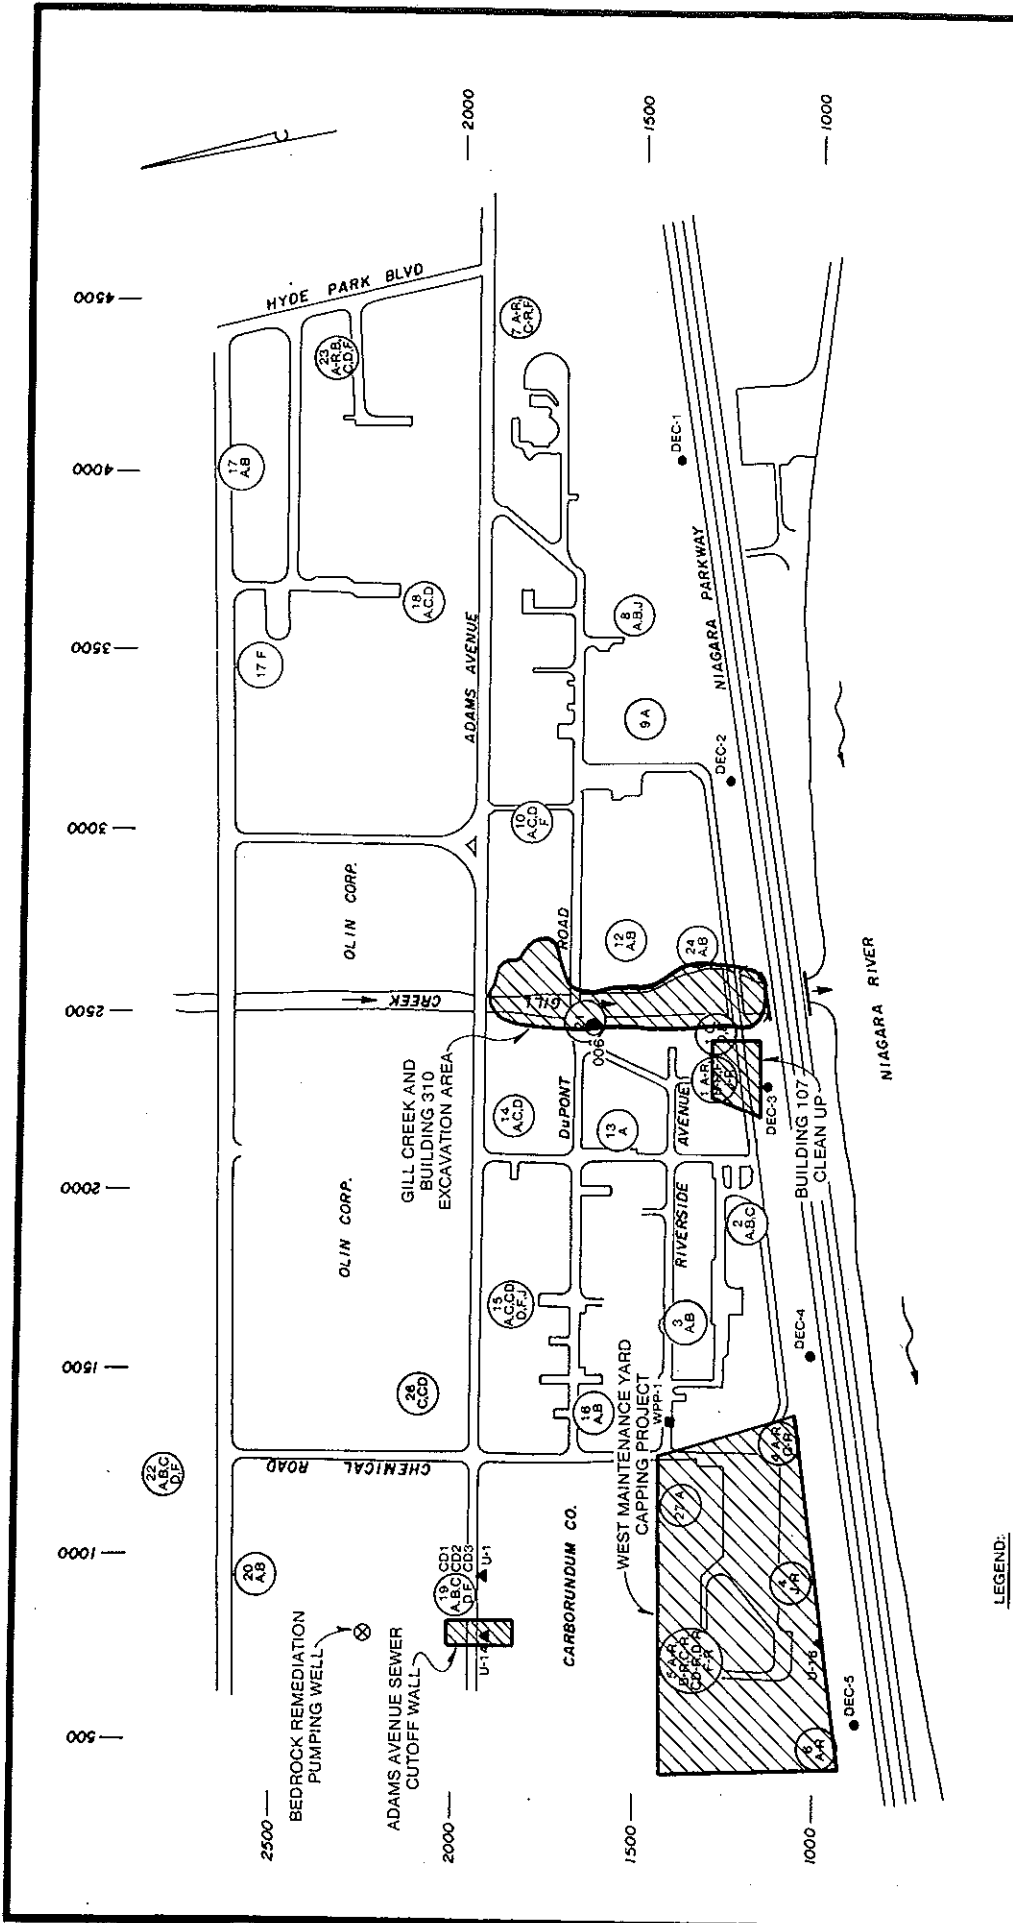 2000
1500
1000
4500
4000
3500
3000
2500
2000
1500
1000
500
2500
2000
1500
1000
HYDE PARK BLVD
23
A-R,B,
C,D,F
7 A-R,
C-R,F
17
A,B
DEC-1
18
A,C,D
17 F
ADAMS AVENUE
8
A,B,J
NIAGARA PARKWAY
9 A
DEC-2
10
A,C,D
F
OLIN CORP.
ROAD
12
A,B
24
A,B
CREEK
GILL
NIAGARA RIVER
GILL CREEK AND
BUILDING 310
EXCAVATION AREA
14
A,C,D
DuPONT
13
A
AVENUE
1 A-R,
DEC-3
BUILDING 107
CLEAN UP
OLIN CORP.
15
A,C,CD
D,F,J
RIVERSIDE
2
A,B,C
3
A,B
DEC-4
26
C,CD
16
A,B
WPP-1
WEST MAINTENANCE YARD
CAPPING PROJECT
22
A,B,C
D,F
CHEMICAL
ROAD
27 A
4 A-R
C-R
20
A,B
19
A,B,C
D,F
CD1
CD2
CD3
U-1
CARBORUNDUM CO.
4
J-R
5 A-R
B-R,C-R
CD-R,D-R
F-R
U-16
U-14
BEDROCK REMEDIATION
PUMPING WELL
ADAMS AVENUE SEWER
CUTOFF WALL
6
A-R
DEC-5
LEGEND: